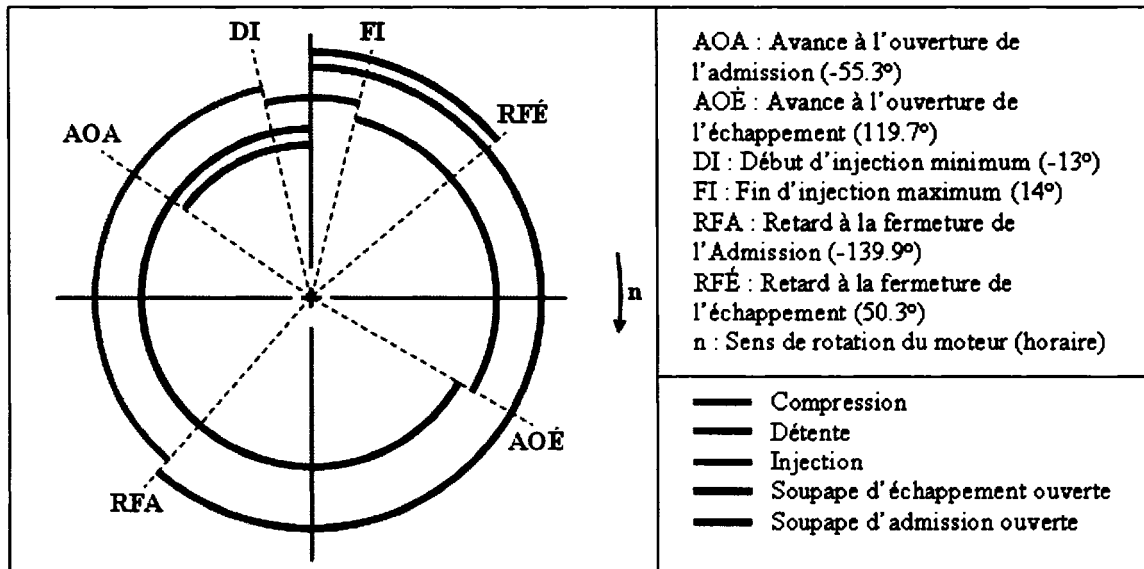 DI
FI
RFÉ
AOA
n
AOÉ
RFA
AOA : Avance à l'ouverture de
l'admission (-55.3º)
AOÉ : Avance à l'ouverture de
l'échappement (119.7º)
DI : Début d'injection minimum (-13º)
FI : Fin d'injection maximum (14º)
RFA : Retard à la fermeture de
l'Admission (-139.9º)
RFÉ : Retard à la fermeture de
l'échappement (50.3º)
n : Sens de rotation du moteur (horaire)
Compression
Détente
Injection
Soupape d'échappement ouverte
Soupape d'admission ouverte